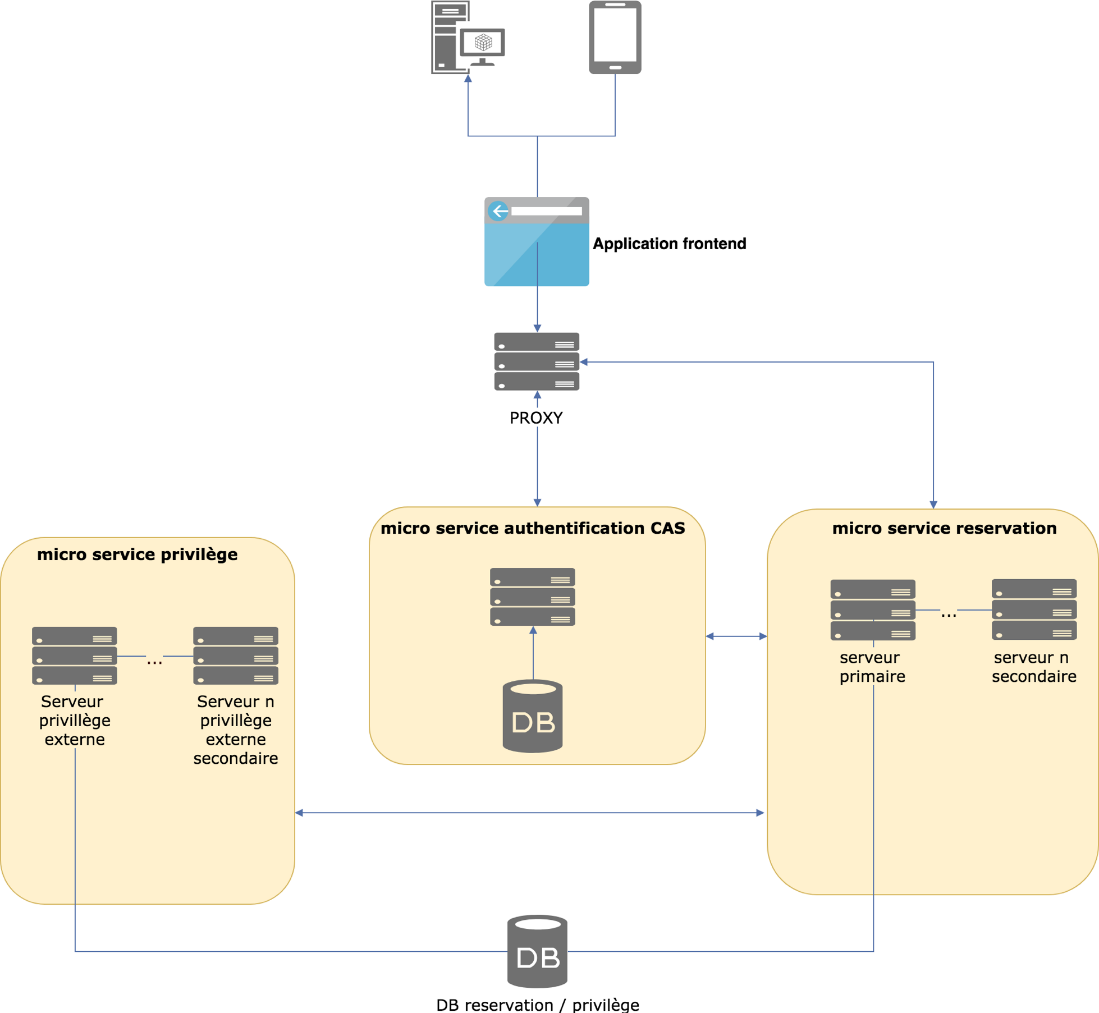 Application frontend
PROXY
micro service authentification CAS
micro service reservation
micro service privilège
...
serveur
primaire
serveur n
secondaire
...
Serveur
privillège
externe
Serveur n
privillège
externe
secondaire
DB
DB
DB reservation / privilège